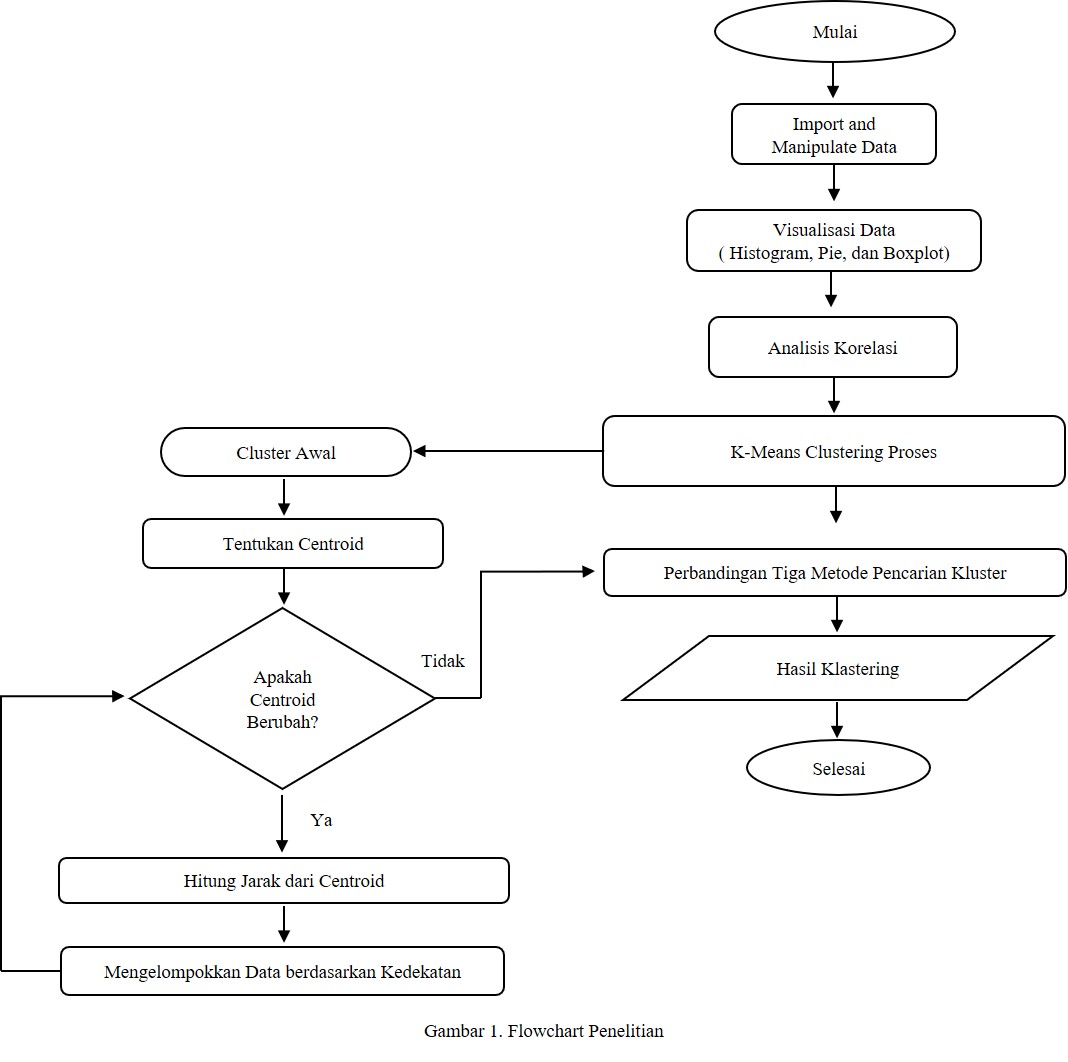 Mulai
Import and
Manipulate Data
Visualisasi Data
( Histogram, Pie, dan Boxplot)
Analisis Korelasi
K-Means Clustering Proses
Cluster Awal
Tentukan Centroid
Apakah
Centroid
Berubah?
Tidak
Ya
Hitung Jarak dari Centroid
Mengelompokkan Data berdasarkan Kedekatan
Perbandingan Tiga Metode Pencarian Kluster
Hasil Klastering
Selesai
Gambar 1. Flowchart Penelitian